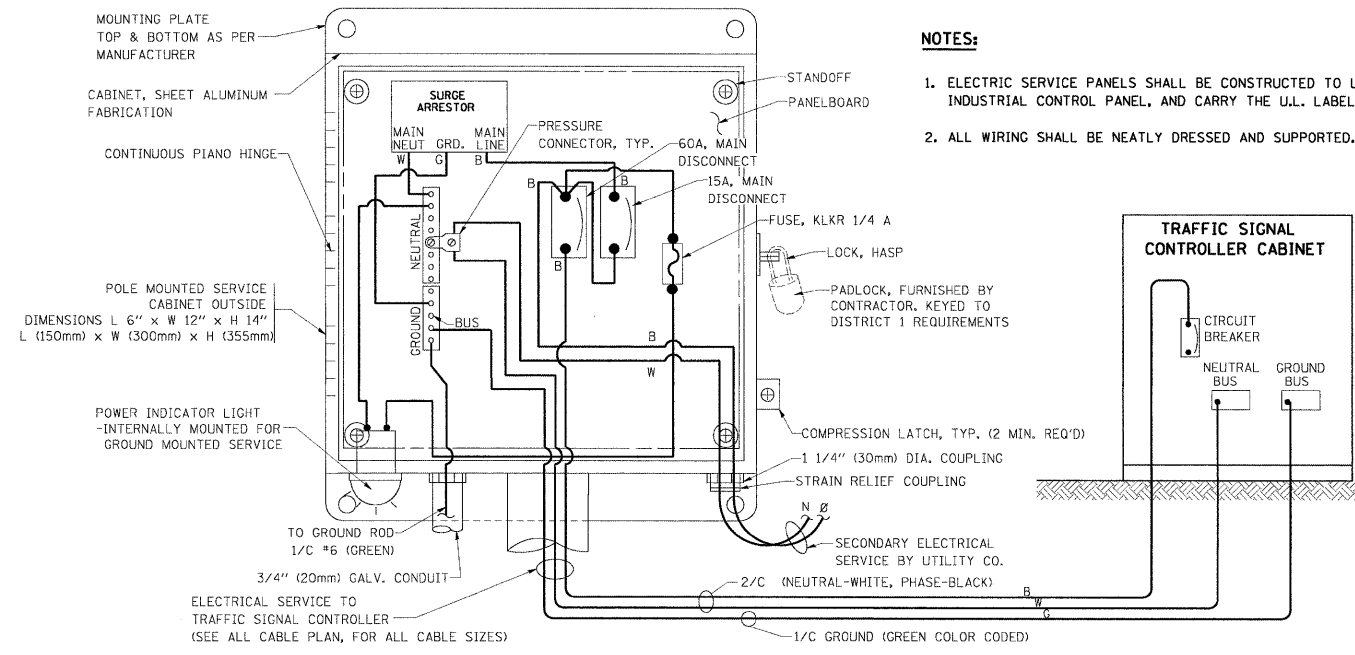 MOUNTING PLATE
TOP & BOTTOM AS PER
MANUFACTURER
CABINET, SHEET ALUMINUM
FABRICATION
CONTINUOUS PIANO HINGE
POLE MOUNTED SERVICE
CABINET OUTSIDE
DIMENSIONS L 6" x W 12" x H 14"
L (150mm) x W (300mm) x H (355mm)
POWER INDICATOR LIGHT
-INTERNALLY MOUNTED FOR
GROUND MOUNTED SERVICE
SURGE
ARRESTOR
MAIN
NEUT
GRD.
MAIN
LINE
W
G
B
PRESSURE
CONNECTOR, TYP.
STANDOFF
PANELBOARD
60A, MAIN
DISCONNECT
15A, MAIN
DISCONNECT
B
B
B
FUSE, KLKR 1/4 A
NEUTRAL
GROUND
BUS
B
W
LOCK, HASP
PADLOCK, FURNISHED BY
CONTRACTOR. KEYED TO
DISTRICT 1 REQUIREMENTS
COMPRESSION LATCH, TYP. (2 MIN. REQ'D)
1 1/4" (30mm) DIA. COUPLING
STRAIN RELIEF COUPLING
N Ø
SECONDARY ELECTRICAL
SERVICE BY UTILITY CO.
TO GROUND ROD
1/C #6 (GREEN)
3/4" (20mm) GALV. CONDUIT
ELECTRICAL SERVICE TO
TRAFFIC SIGNAL CONTROLLER
(SEE ALL CABLE PLAN, FOR ALL CABLE SIZES)
2/C (NEUTRAL-WHITE, PHASE-BLACK)
B
W
G
1/C GROUND (GREEN COLOR CODED)
NOTES:
1. ELECTRIC SERVICE PANELS SHALL BE CONSTRUCTED TO
INDUSTRIAL CONTROL PANEL, AND CARRY THE U.L. LABEL
2. ALL WIRING SHALL BE NEATLY DRESSED AND SUPPORTED.
TRAFFIC SIGNAL
CONTROLLER CABINET
CIRCUIT
BREAKER
NEUTRAL
BUS
GROUND
BUS